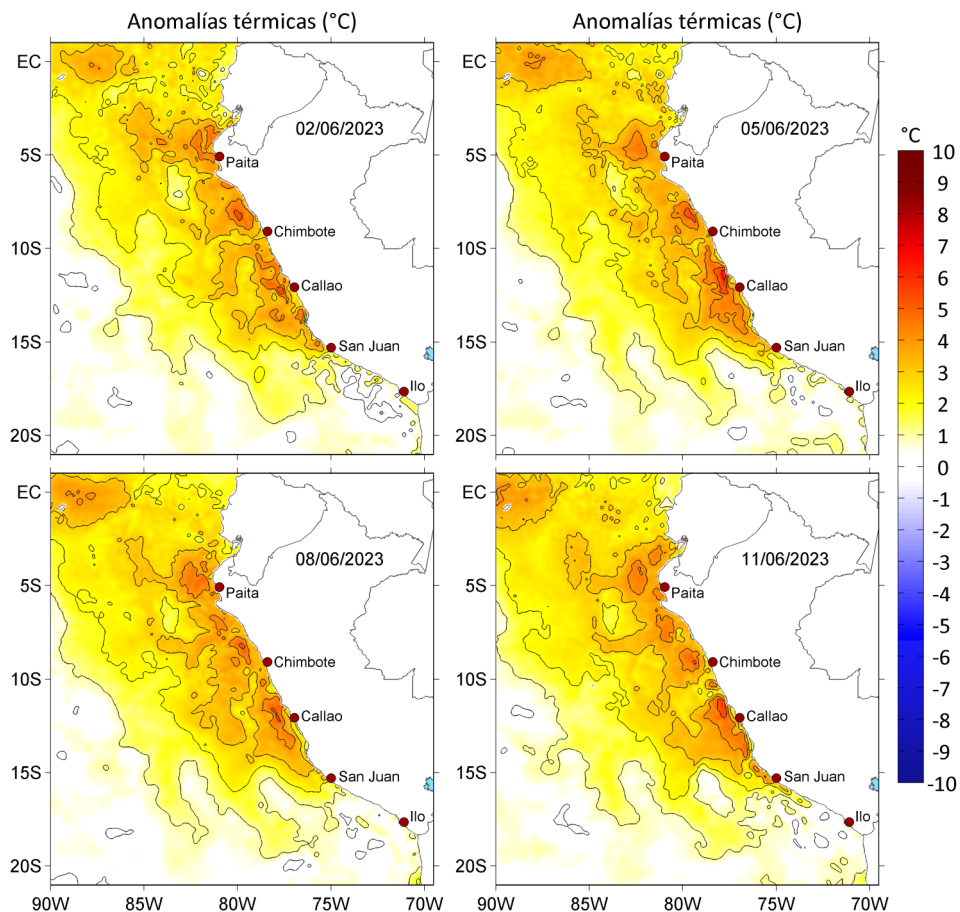 Anomalías térmicas (°C)
Anomalías térmicas (°C)
EC
5S
10S
15S
20S
02/06/2023
Paita
Chimbote
Callao
San Juan
Ilo
EC
5S
10S
15S
20S
05/06/2023
Paita
Chimbote
Callao
San Juan
Ilo
EC
5S
10S
15S
20S
08/06/2023
Paita
Chimbote
Callao
San Juan
Ilo
90W 85W 80W 75W 70W
EC
5S
10S
15S
20S
11/06/2023
Paita
Chimbote
Callao
San Juan
Ilo
90W 85W 80W 75W 70W
°C
10
9
8
7
6
5
4
3
2
1
0
-1
-2
-3
-4
-5
-6
-7
-8
-9
-10